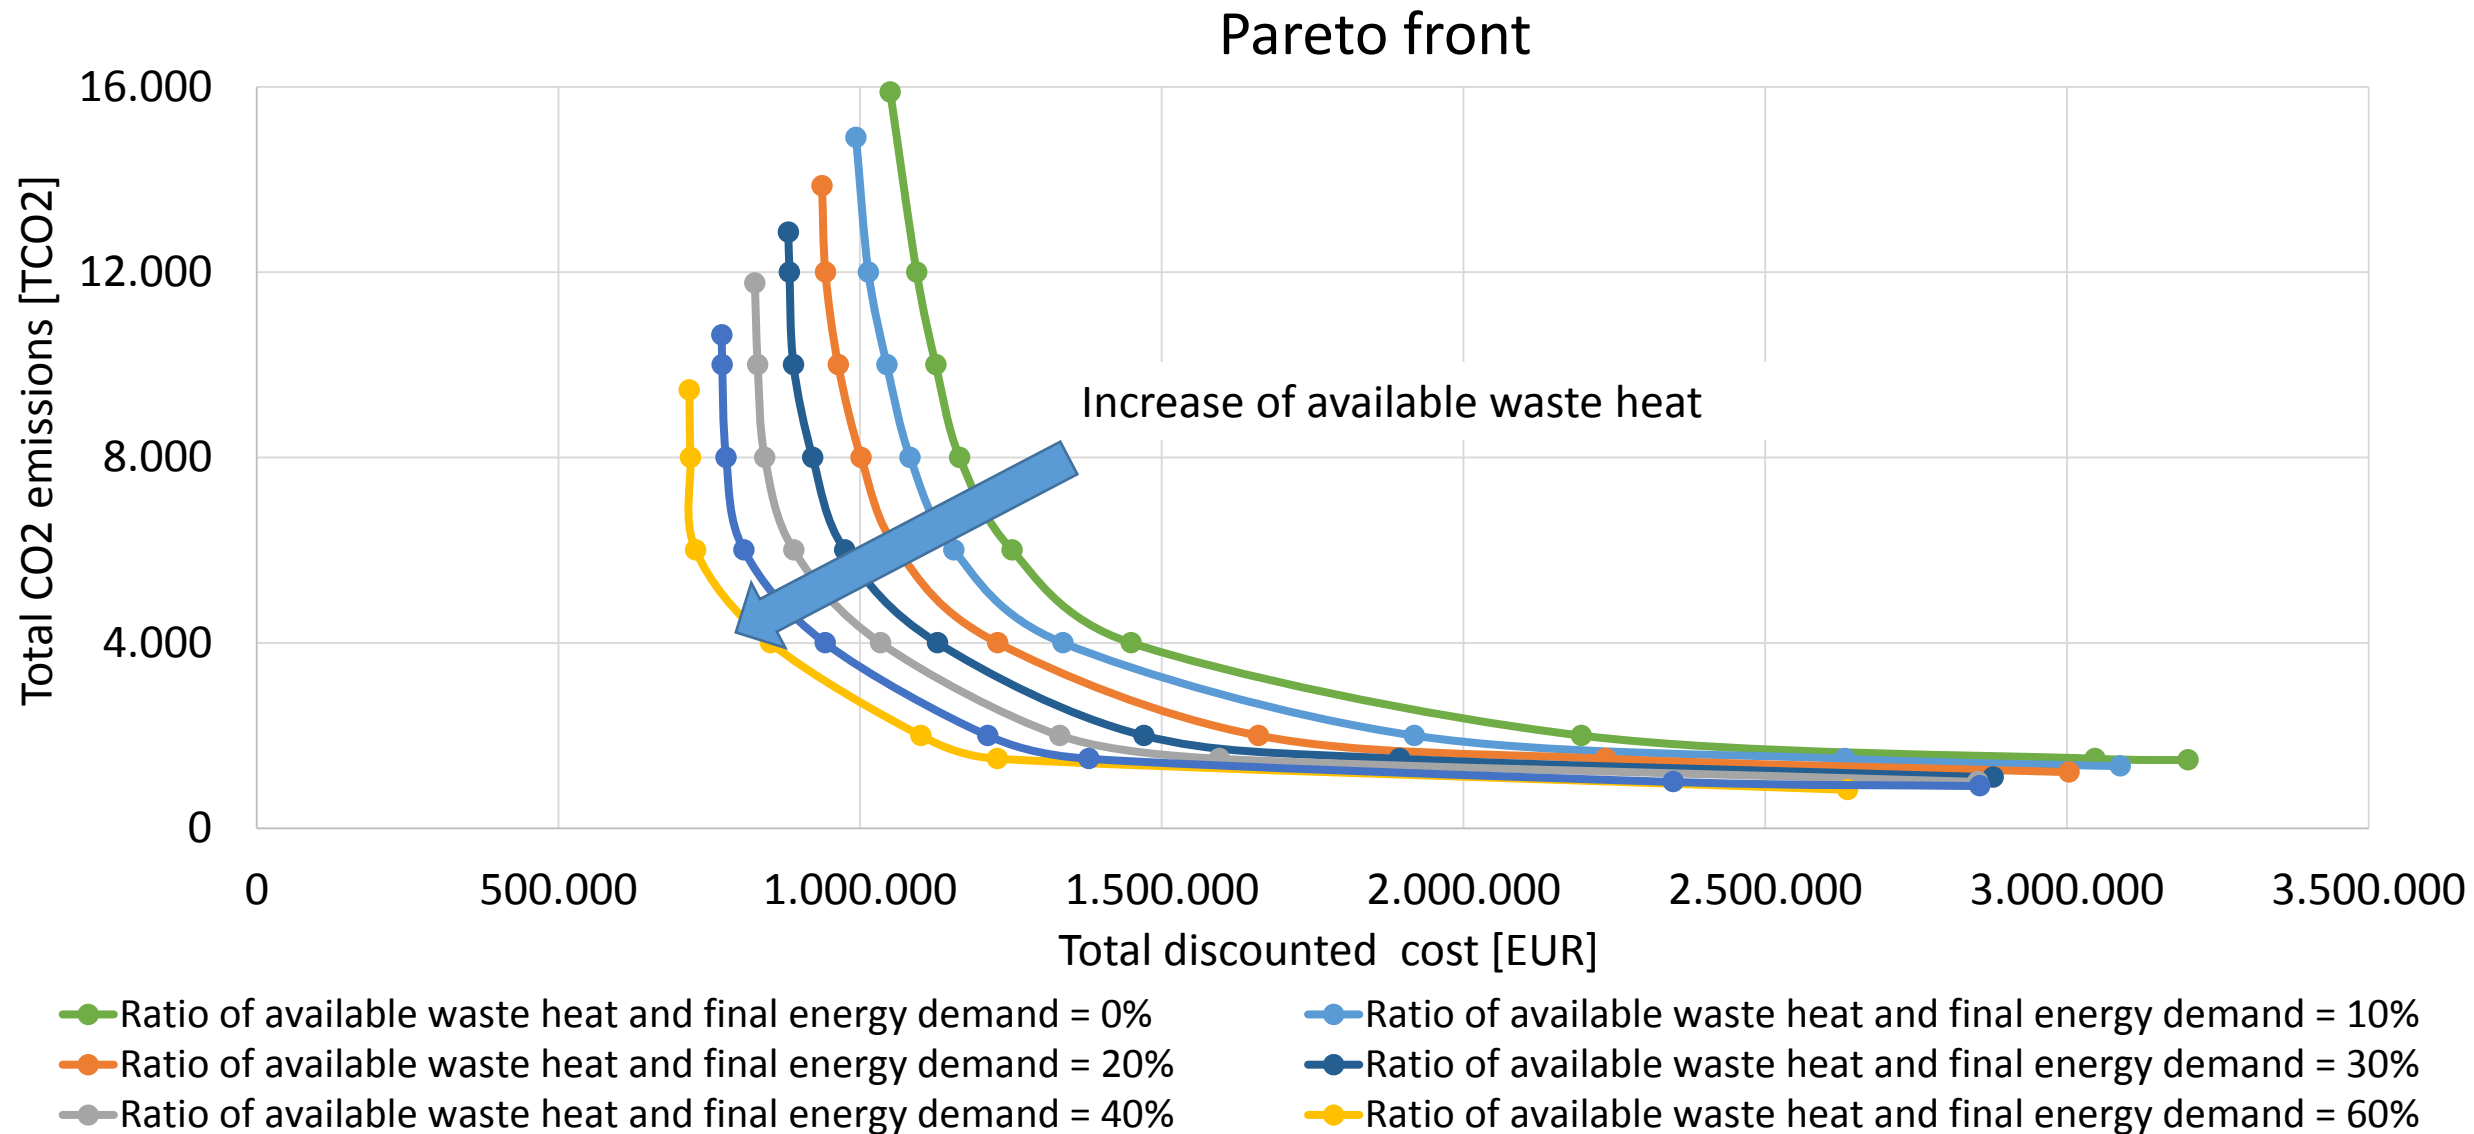 Pareto front
16.000
12.000
8.000
4.000
0
Total CO2 emissions [TCO2]
Increase of available waste heat
0 500.000 1.000.000 1.500.000 2.000.000 2.500.000 3.000.000 3.500.000
Total discounted cost [EUR]
Ratio of available waste heat and final energy demand = 0%
Ratio of available waste heat and final energy demand = 10%
Ratio of available waste heat and final energy demand = 20%
Ratio of available waste heat and final energy demand = 30%
Ratio of available waste heat and final energy demand = 40%
Ratio of available waste heat and final energy demand = 60%